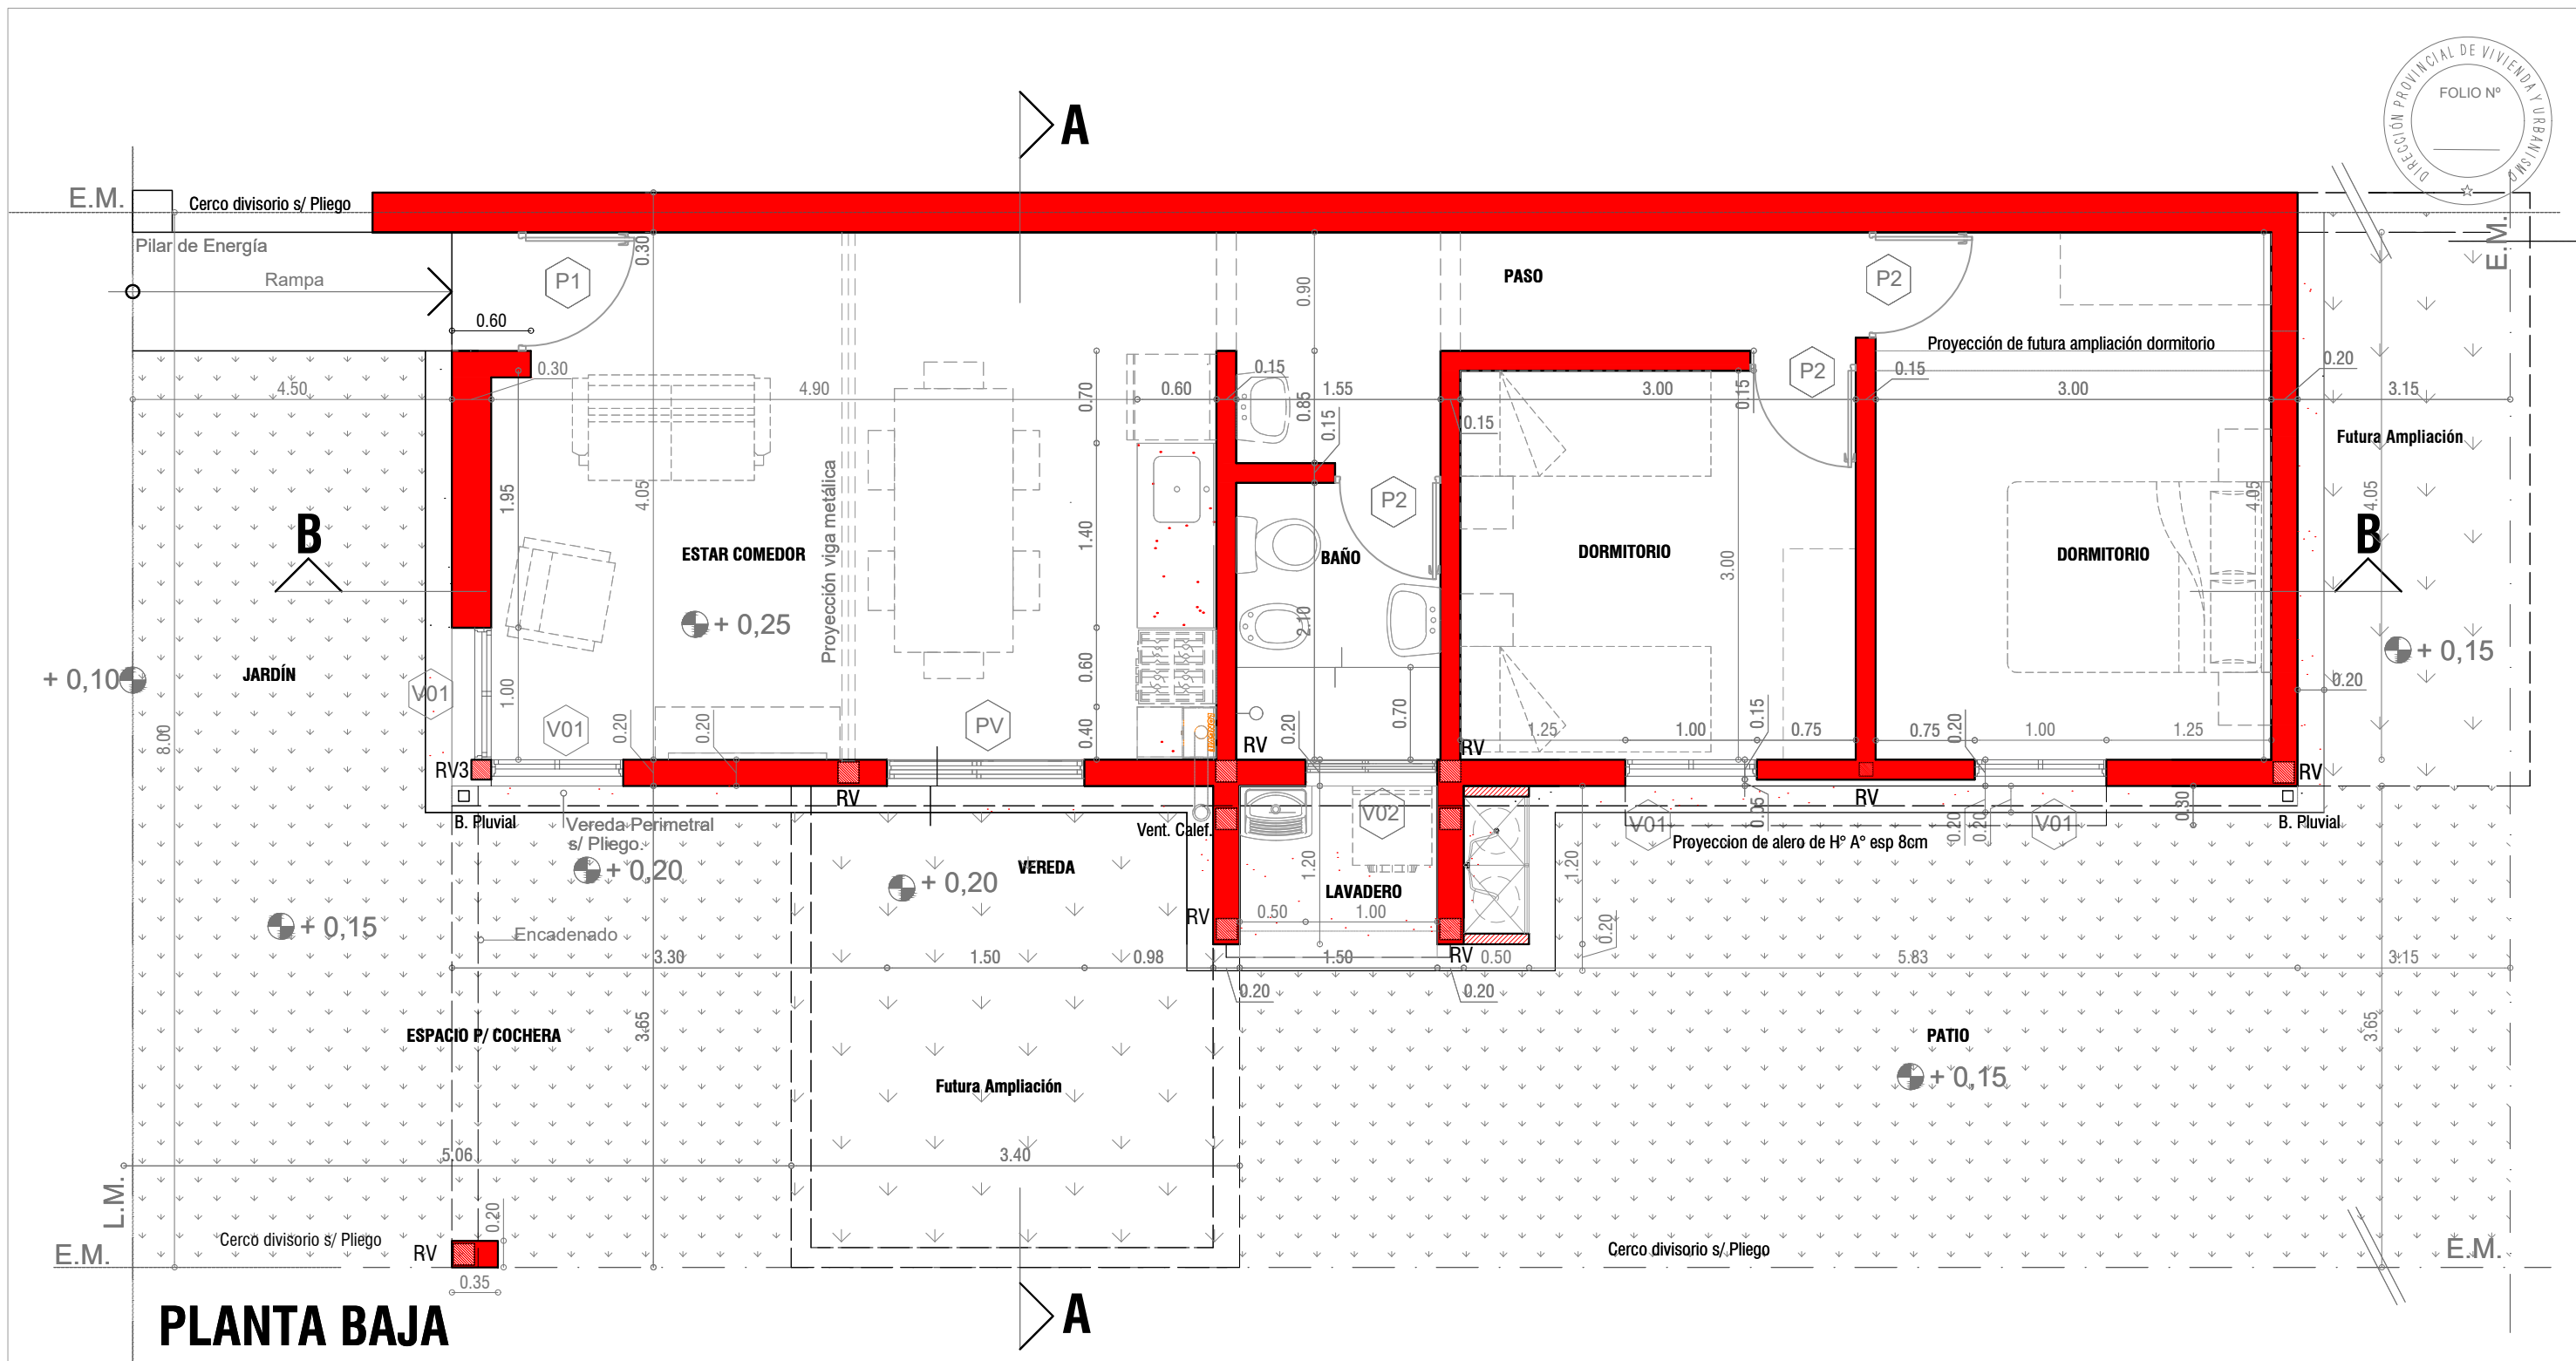 DIRECCIÓN PROVINCIAL DE VIVIENDA Y URBANISMO
FOLIO Nº
A
E.M.
Cerco divisorio s/ Pliego
E.M.
Pilar de Energía
0.30
P1
PASO
P2
Rampa
0.90
0.60
Proyección de futura ampliación dormitorio
0.20
4.50
0.30
4.90
0.70
0.60
0.15
0.85
1.55
3.00
0.15
P2
0.15
3.00
3.15
0.15
0.15
Futura Ampliación
1.95
4.05
Proyección viga metálica
1.40
P2
4.05
4.05
B
ESTAR COMEDOR
BAÑO
DORMITORIO
3.00
DORMITORIO
B
+ 0,25
2.10
+ 0,15
JARDÍN
+ 0,10
0.60
V01
1.00
0.20
8.00
V01
0.20
0.20
PV
0.40
0.20
0.70
1.25
1.00
0.15
0.75
0.75
0.20
1.00
1.25
RV
RV
RV3
RV
RV
RV
B. Pluvial
Vereda Perimetral
s/ Pliego.
Vent. Calef.
V02
V01
0.05
0.20
0.20
V01
0.30
B. Pluvial
Proyeccion de alero de H° A° esp 8cm
+ 0,20
+ 0,20
VEREDA
1.20
LAVADERO
1.20
+ 0,15
Encadenado
RV
0.50
1.00
0.20
3.30
1.50
0.98
1.50
RV
0.50
5.83
3.15
0.20
0.20
ESPACIO P/ COCHERA
3.65
PATIO
3.65
Futura Ampliación
+ 0,15
5.06
3.40
L.M.
0.20
Cerco divisorio s/ Pliego
RV
Cerco divisorio s/ Pliego
E.M.
E.M.
0.35
PLANTA BAJA
A